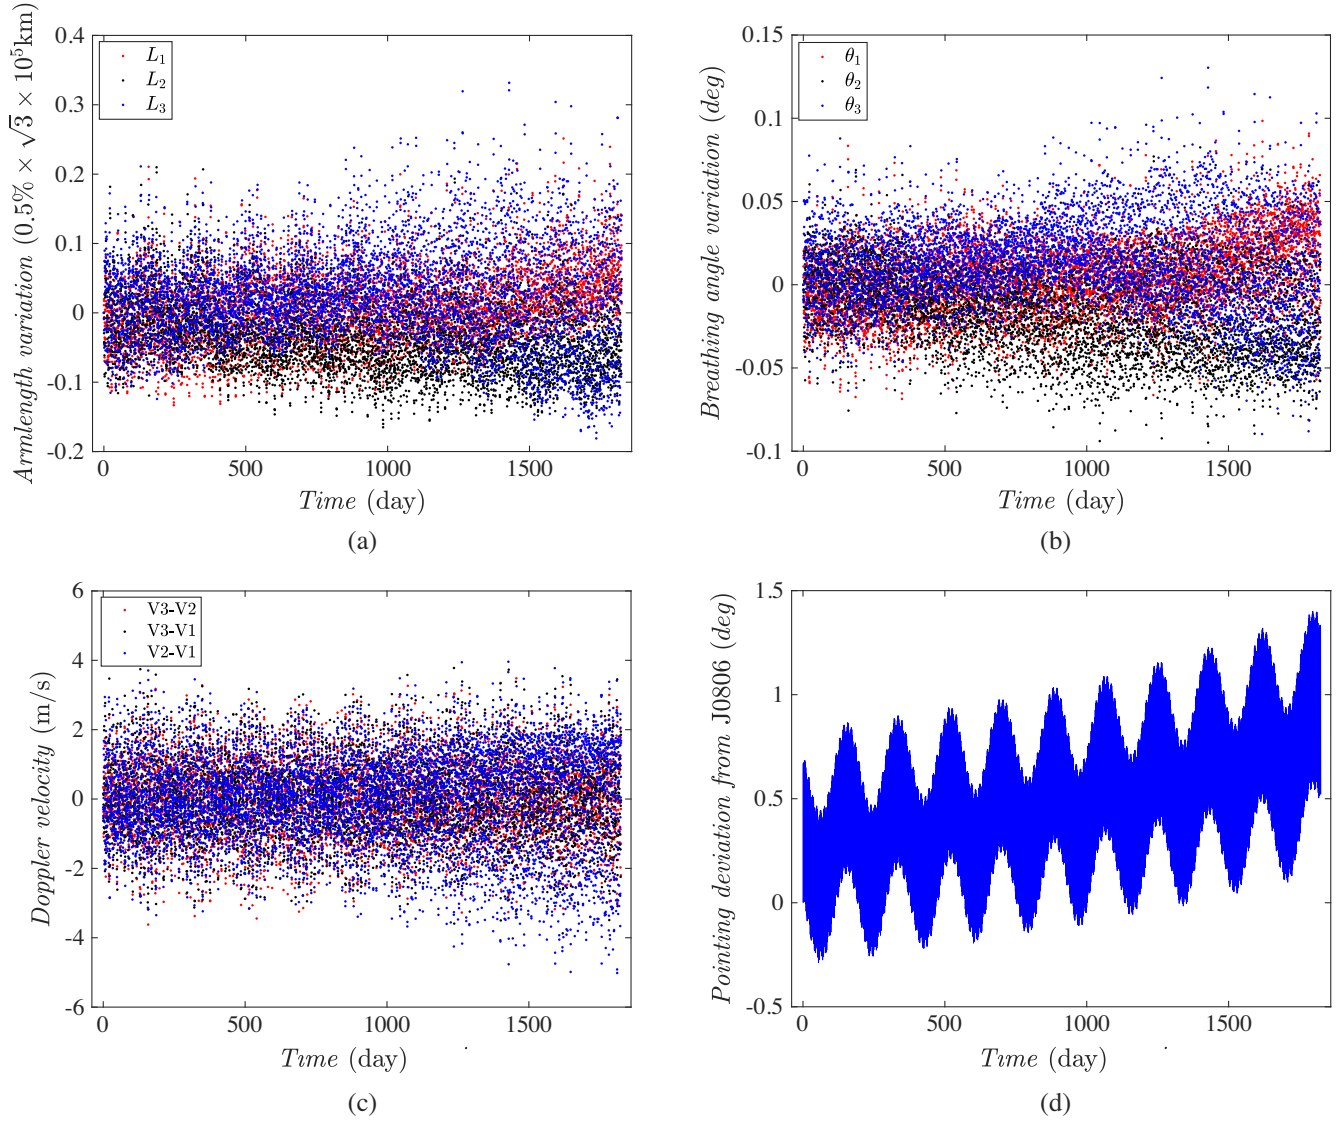 0.4
0.3
0.2
0.1
0
-0.1
-0.2
0 500 1000 1500
Armlength variation (0.5% × √3 × 10⁵km)
Time (day)
L₁
L₂
L₃
(a)
0.15
0.1
0.05
0
-0.05
-0.1
0 500 1000 1500
Breathing angle variation (deg)
Time (day)
θ₁
θ₂
θ₃
(b)
6
4
2
0
-2
-4
-6
0 500 1000 1500
Doppler velocity (m/s)
Time (day)
V3-V2
V3-V1
V2-V1
(c)
1.5
1
0.5
0
-0.5
0 500 1000 1500
Pointing deviation from J0806 (deg)
Time (day)
(d)